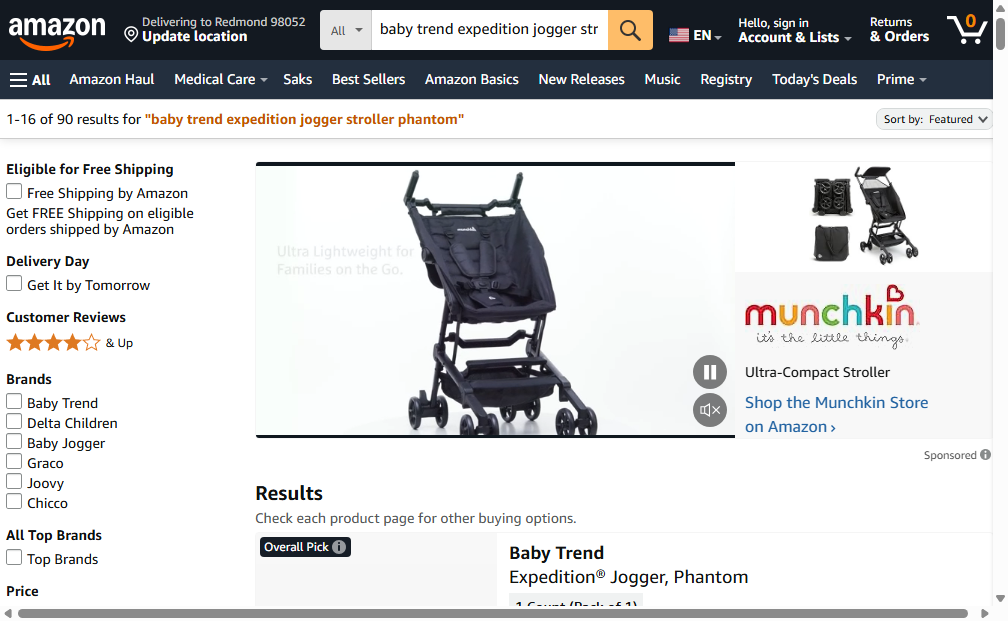 amazon
Delivering to Redmond 98052
Update location
All
baby trend expedition jogger str
EN
Hello, sign in
Account & Lists
Returns
& Orders
0
All
Amazon Haul
Medical Care
Saks
Best Sellers
Amazon Basics
New Releases
Music
Registry
Today's Deals
Prime
1-16 of 90 results for "baby trend expedition jogger stroller phantom"
Sort by: Featured
Eligible for Free Shipping
Free Shipping by Amazon
Get FREE Shipping on eligible
orders shipped by Amazon
Delivery Day
Get It by Tomorrow
Customer Reviews
& Up
Brands
Baby Trend
Delta Children
Baby Jogger
Graco
Joovy
Chicco
All Top Brands
Top Brands
Price
Ultra Lightweight for
Families on the Go.
munchkin
munchkin.
it's the little things.
Ultra-Compact Stroller
Shop the Munchkin Store
on Amazon ›
Sponsored
Results
Check each product page for other buying options.
Overall Pick
Baby Trend
Expedition® Jogger, Phantom
1 Count (Pack of 1)